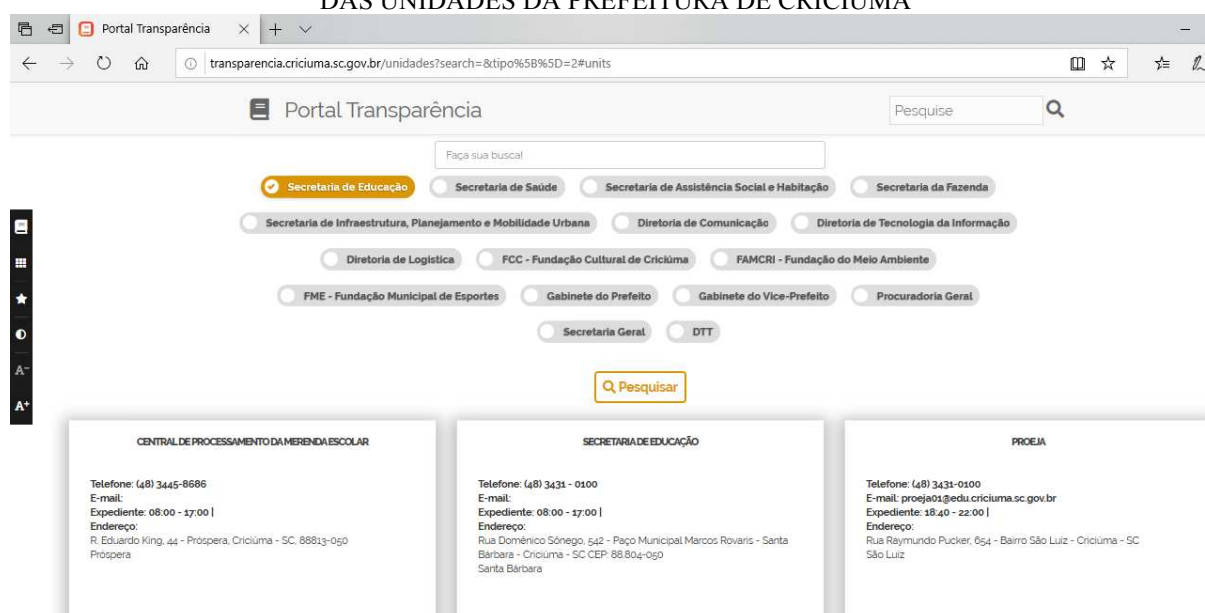 DAS UNIDADES DA PREFEITURA DE CRICIÚMA
Portal Transparência
transparencia.criciuma.sc.gov.br/unidades?search=&tipo%5B%5D=2#units
Portal Transparência
Pesquise
Faça sua busca!
Secretaria de Educação
Secretaria de Saúde
Secretaria de Assistência Social e Habitação
Secretaria da Fazenda
Secretaria de Infraestrutura, Planejamento e Mobilidade Urbana
Diretoria de Comunicação
Diretoria de Tecnologia da Informação
Diretoria de Logística
FCC - Fundação Cultural de Criciúma
FAMCRI - Fundação do Meio Ambiente
FME - Fundação Municipal de Esportes
Gabinete do Prefeito
Gabinete do Vice-Prefeito
Procuradoria Geral
Secretaria Geral
DTT
A-
A+
Pesquisar
CENTRAL DE PROCESSAMENTO DA MERENDA ESCOLAR
Telefone: (48) 3445-8686
E-mail:
Expediente: 08:00 - 17:00 |
Endereço:
R. Eduardo King, 44 - Próspera, Criciúma - SC, 88813-050
Próspera
SECRETARIA DE EDUCAÇÃO
Telefone: (48) 3431 - 0100
E-mail:
Expediente: 08:00 - 17:00 |
Endereço:
Rua Domênico Sônego, 542 - Paço Municipal Marcos Rovaris - Santa
Bárbara - Criciúma - SC CEP: 88.804-050
Santa Bárbara
PROEJA
Telefone: (48) 3431-0100
E-mail: proeja01@edu.criciuma.sc.gov.br
Expediente: 18:40 - 22:00 |
Endereço:
Rua Raymundo Pucker, 654 - Bairro São Luiz - Criciúma - SC
São Luiz